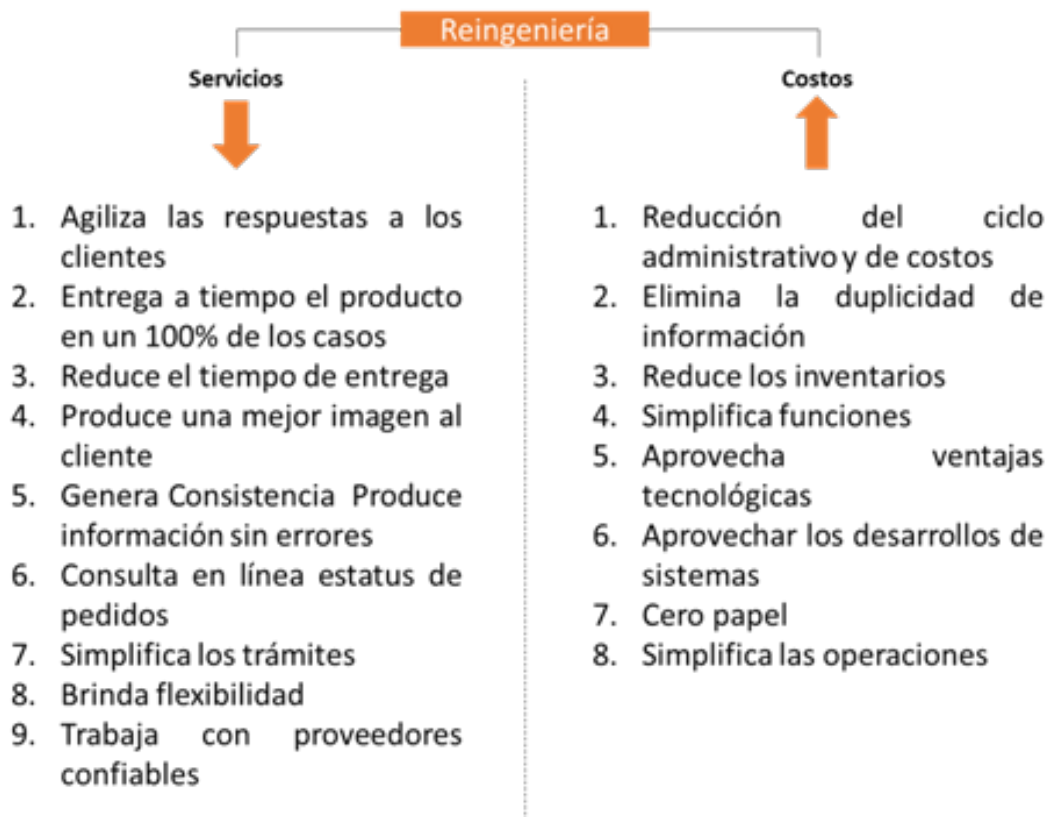 Reingeniería
Servicios
1. Agiliza las respuestas a los
clientes
2. Entrega a tiempo el producto
en un 100% de los casos
3. Reduce el tiempo de entrega
4. Produce una mejor imagen al
cliente
5. Genera Consistencia Produce
información sin errores
6. Consulta en línea estatus de
pedidos
7. Simplifica los trámites
8. Brinda flexibilidad
9. Trabaja con proveedores
confiables
Costos
1. Reducción del ciclo
administrativo y de costos
2. Elimina la duplicidad de
información
3. Reduce los inventarios
4. Simplifica funciones
5. Aprovecha ventajas
tecnológicas
6. Aprovechar los desarrollos de
sistemas
7. Cero papel
8. Simplifica las operaciones